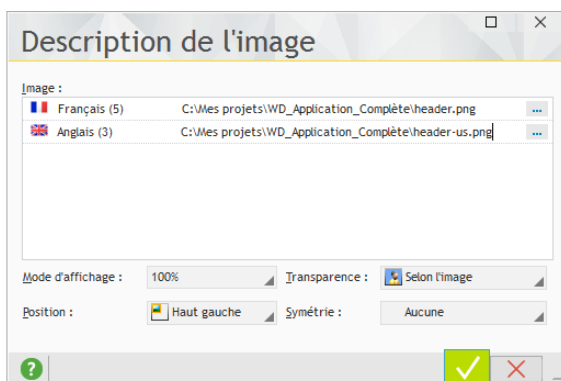 Description de l'image
Image :
Français (5) C:\Mes projets\WD_Application_Complète\header.png ...
Anglais (3) C:\Mes projets\WD_Application_Complète\header-us.png ...
Mode d'affichage : 100% Transparence : Selon l'image
Position : Haut gauche Symétrie : Aucune
?